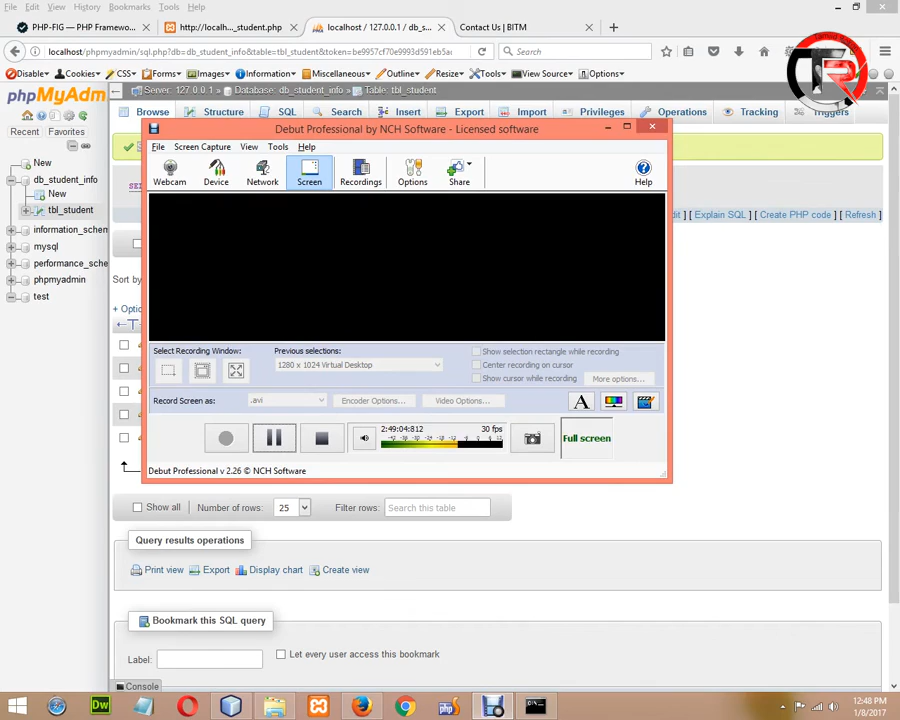 File Edit View History Bookmarks Tools Help
PHP-FIG — PHP Framewo...
http://localh..._student.php
localhost / 127.0.0.1 / db_s...
Contact Us | BITM
localhost/phpmyadmin/sql.php?db=db_student_info&table=tbl_student&token=be9957cf70e9993d591eb5ac
Search
Disable Cookies CSS Forms Images Information Miscellaneous Outline Resize Tools View Source Options
phpMyAdm
Server: 127.0.0.1 » Database: db_student_info » Table: tbl_student
Recent Favorites
Browse Structure SQL Search Insert Export Import Privileges Operations Tracking Triggers
New
db_student_info
New
tbl_student
information_schem
mysql
performance_sche
phpmyadmin
test
[ Explain SQL ] [ Create PHP code ] [ Refresh ]
Sort by
+ Optio
Debut Professional by NCH Software - Licensed software
File Screen Capture View Tools Help
Webcam Device Network Screen Recordings Options Share Help
Select Recording Window:
Previous selections:
1280 x 1024 Virtual Desktop
Show selection rectangle while recording
Center recording on cursor
Show cursor while recording
More options...
Record Screen as:
.avi
Encoder Options...
Video Options...
2:49:04:812
30 fps
Full screen
Debut Professional v 2.26 © NCH Software
Show all
Number of rows:
25
Filter rows:
Search this table
Query results operations
Print view Export Display chart Create view
Bookmark this SQL query
Label:
Let every user access this bookmark
Console
12:48 PM
1/8/2017